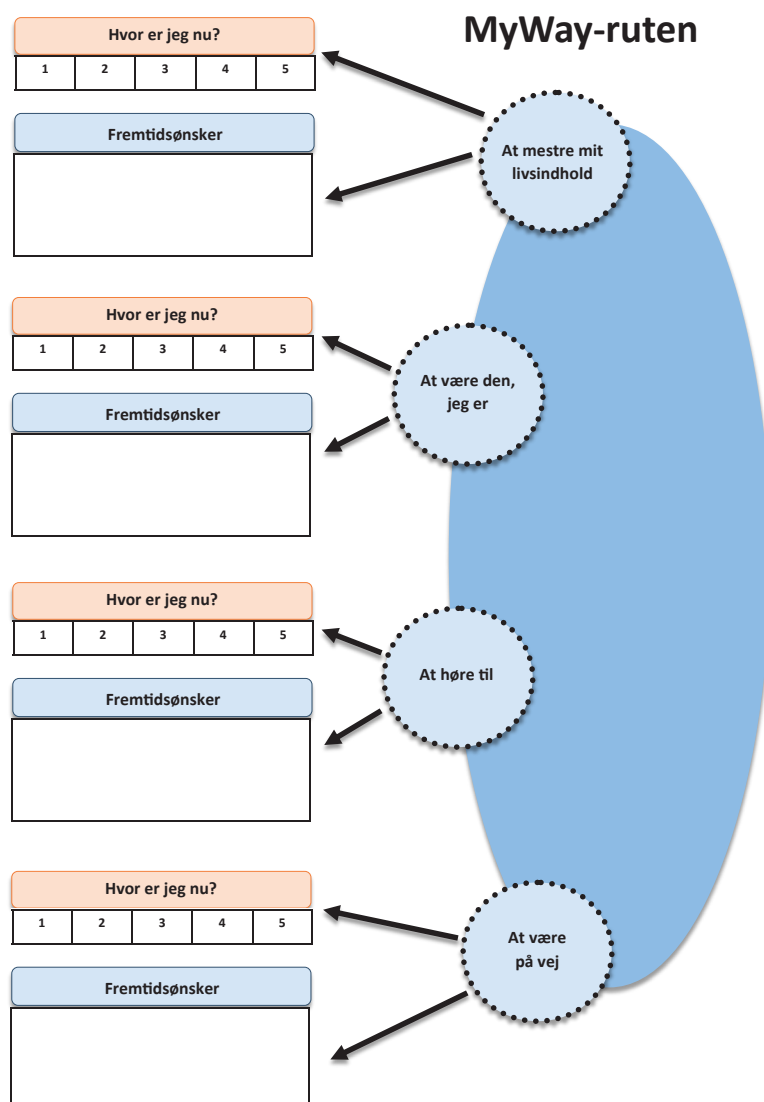 MyWay-ruten
Hvor er jeg nu?
1 2 3 4 5
Fremtidsønsker
At mestre mit
livsindhold
Hvor er jeg nu?
1 2 3 4 5
Fremtidsønsker
At være den,
jeg er
Hvor er jeg nu?
1 2 3 4 5
Fremtidsønsker
At høre til
Hvor er jeg nu?
1 2 3 4 5
Fremtidsønsker
At være
på vej